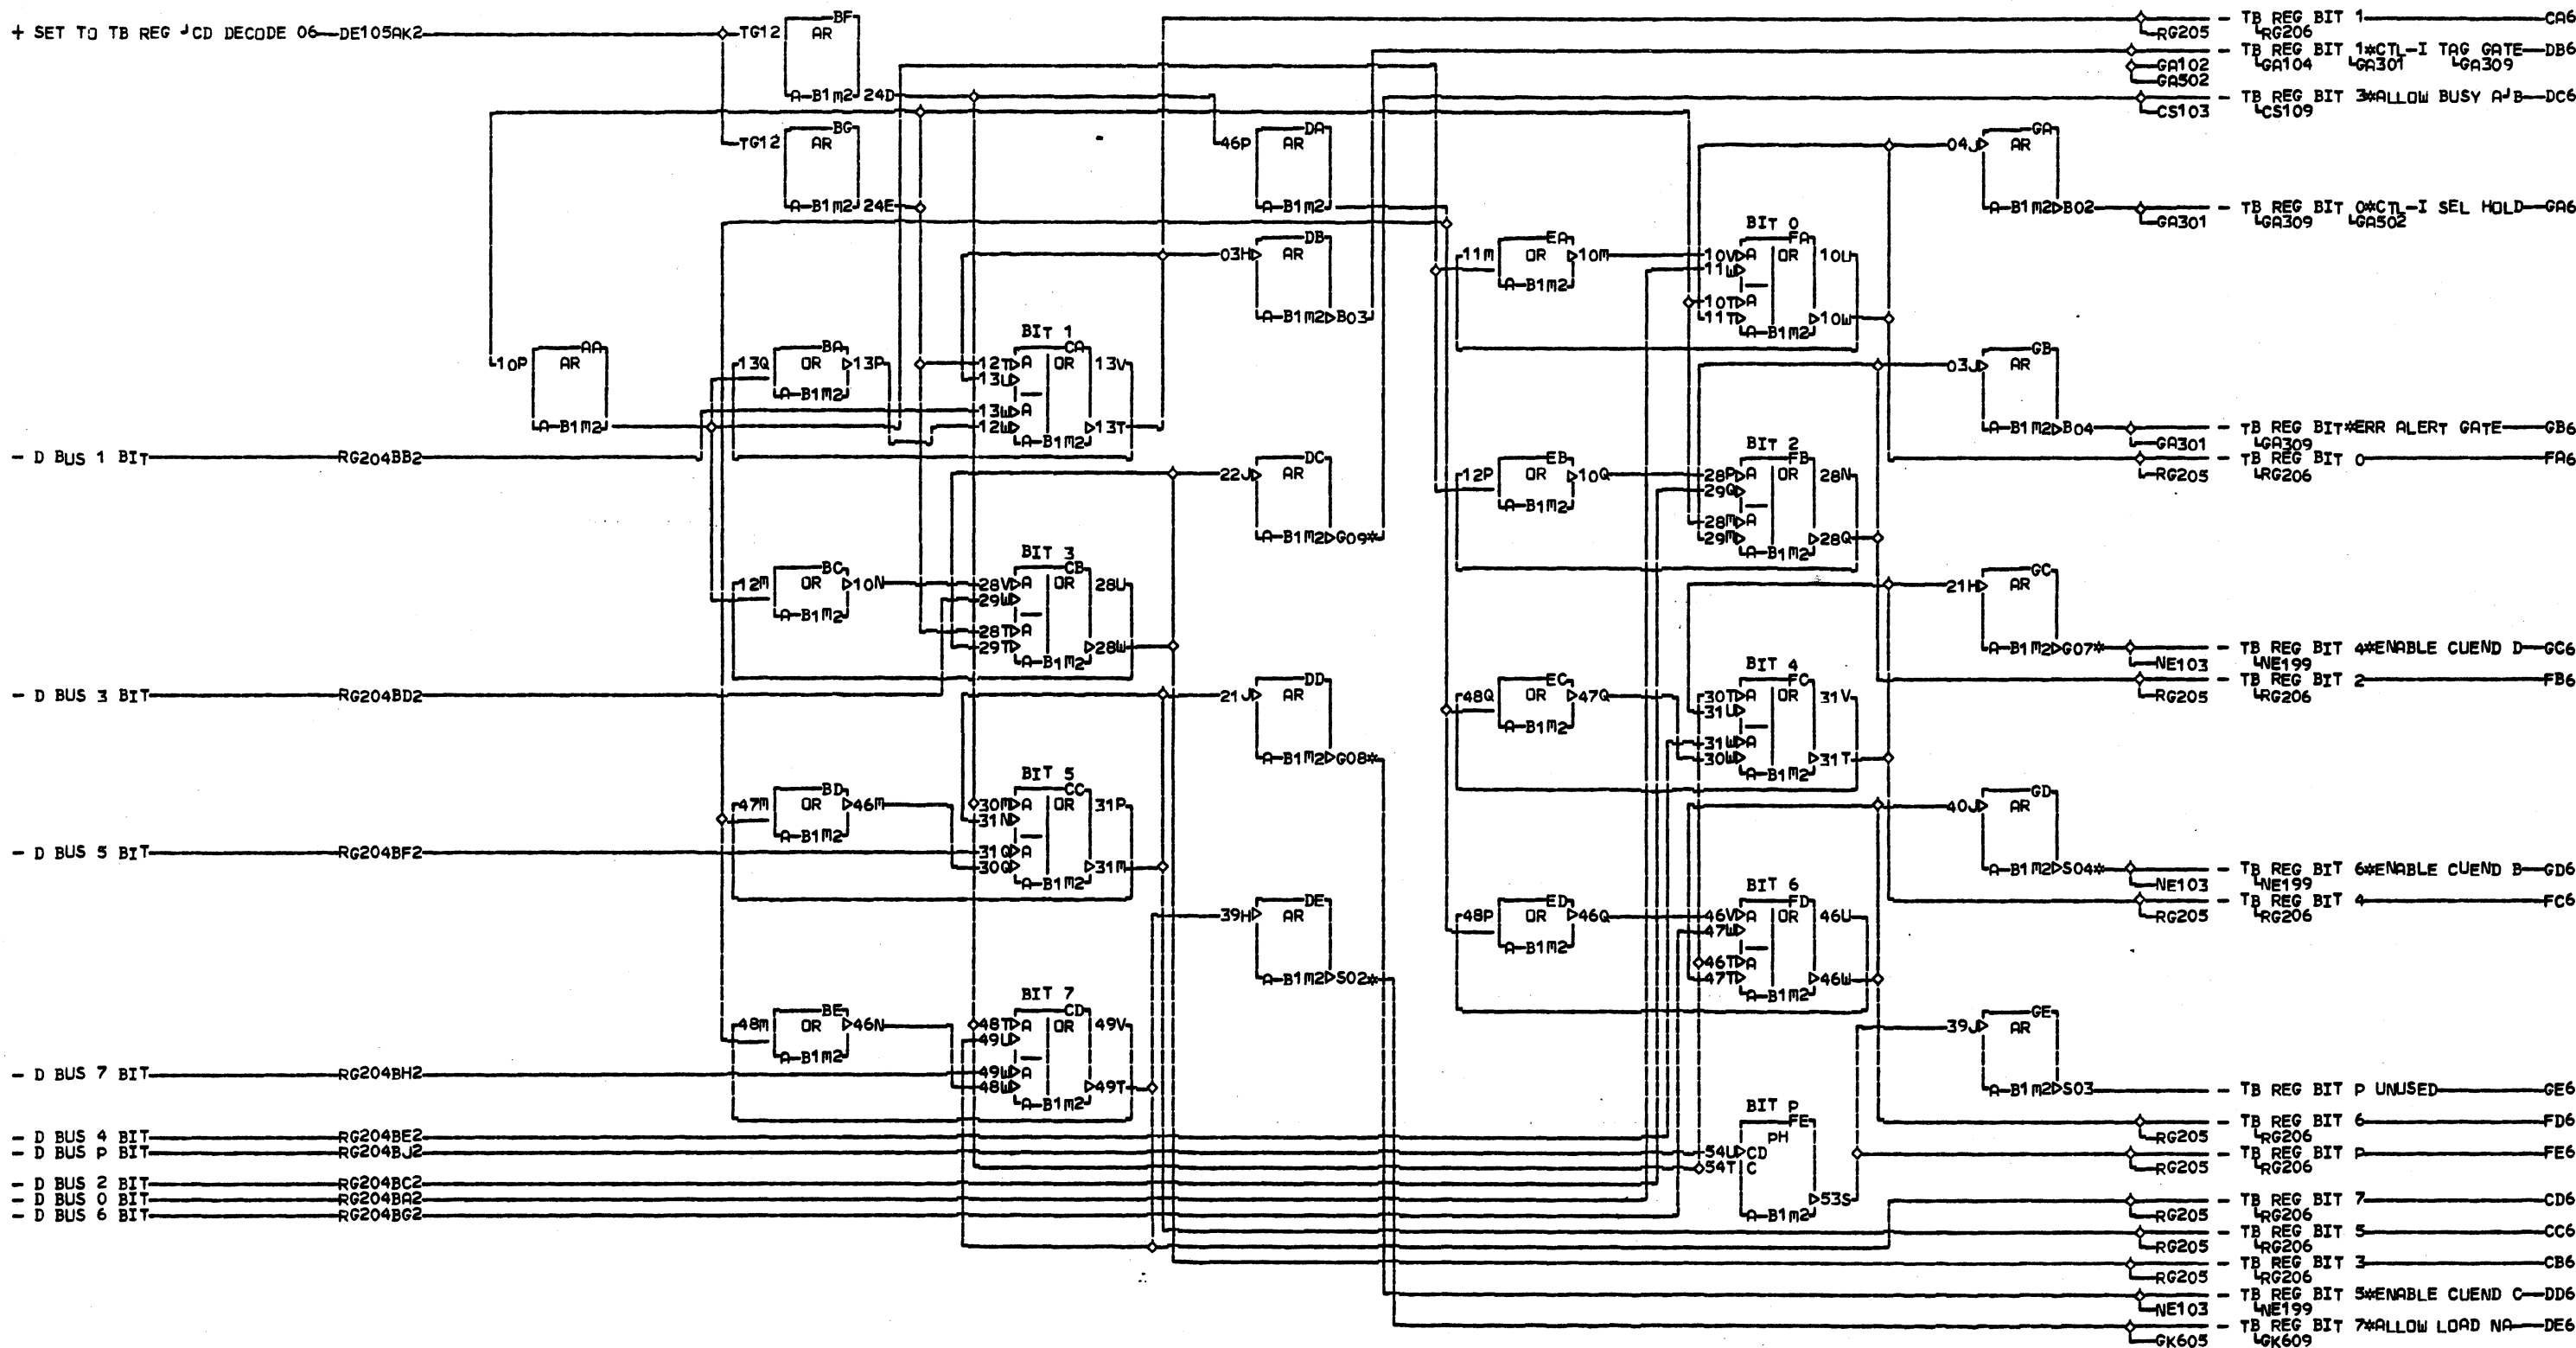 + SET TO TB REG ┘CD DECODE 06—DE105AK2
TG12
BF
AR
A-B1M2
24D
TG12
BG
AR
A-B1M2
24E
10P
AA
AR
A-B1M2
13Q
BA
OR
13P
A-B1M2
BIT 1
CA
12T A OR 13V
13U
13W A
12W 13T
A-B1M2
- D BUS 1 BIT—RG204BB2
12M
BC
OR
10N
A-B1M2
BIT 3
CB
28V A OR 28U
29W
28T A
29T 28W
A-B1M2
- D BUS 3 BIT—RG204BD2
47M
BD
OR
46M
A-B1M2
BIT 5
CC
30M A OR 31P
31N
31Q A
30Q 31M
A-B1M2
- D BUS 5 BIT—RG204BF2
48M
BE
OR
46N
A-B1M2
BIT 7
CD
48T A OR 49V
49U
49W A
48W 49T
A-B1M2
- D BUS 7 BIT—RG204BH2
- D BUS 4 BIT—RG204BE2
- D BUS P BIT—RG204BJ2
- D BUS 2 BIT—RG204BC2
- D BUS 0 BIT—RG204BA2
- D BUS 6 BIT—RG204BG2
46P
DA
AR
A-B1M2
03H
DB
AR
A-B1M2 B03
22J
DC
AR
A-B1M2 G09*
21J
DD
AR
A-B1M2 G08*
39H
DE
AR
A-B1M2 S02*
11M
EA
OR
10M
A-B1M2
BIT 0
FA
10V A OR 10U
11W
10T A
11T 10W
A-B1M2
12P
EB
OR
10Q
A-B1M2
BIT 2
FB
28P A OR 28N
29Q
28M A
29M 28Q
A-B1M2
48Q
EC
OR
47Q
A-B1M2
BIT 4
FC
30T A OR 31V
31U
31W A
30W 31T
A-B1M2
48P
ED
OR
46Q
A-B1M2
BIT 6
FD
46V A OR 46U
47W
46T A
47T 46W
A-B1M2
BIT P
FE
PH
54U CD
54T C
53S
A-B1M2
04J
GA
AR
A-B1M2 B02
03J
GB
AR
A-B1M2 B04
21H
GC
AR
A-B1M2 G07*
40J
GD
AR
A-B1M2 S04*
39J
GE
AR
A-B1M2 S03
- TB REG BIT 1—CA6
RG205 RG206
- TB REG BIT 1*CTL-I TAG GATE—DB6
GA102 GA104 GA301 GA309
GA502
- TB REG BIT 3*ALLOW BUSY A┘B—DC6
CS103 CS109
- TB REG BIT 0*CTL-I SEL HOLD—GA6
GA301 GA309 GA502
- TB REG BIT*ERR ALERT GATE—GB6
GA301 GA309
- TB REG BIT 0—FA6
RG205 RG206
- TB REG BIT 4*ENABLE CUEND D—GC6
NE103 NE199
- TB REG BIT 2—FB6
RG205 RG206
- TB REG BIT 6*ENABLE CUEND B—GD6
NE103 NE199
- TB REG BIT 4—FC6
RG205 RG206
- TB REG BIT P UNUSED—GE6
- TB REG BIT 6—FD6
RG205 RG206
- TB REG BIT P—FE6
RG205 RG206
- TB REG BIT 7—CD6
RG205 RG206
- TB REG BIT 5—CC6
RG205 RG206
- TB REG BIT 3—CB6
RG205 RG206
- TB REG BIT 5*ENABLE CUEND C—DD6
NE103 NE199
- TB REG BIT 7*ALLOW LOAD NA—DE6
GK605 GK609